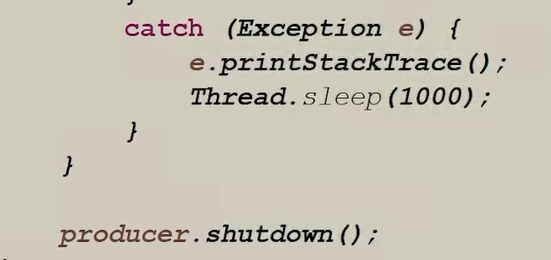 }
catch (Exception e) {
e.printStackTrace();
Thread.sleep(1000);
}
}
producer.shutdown();